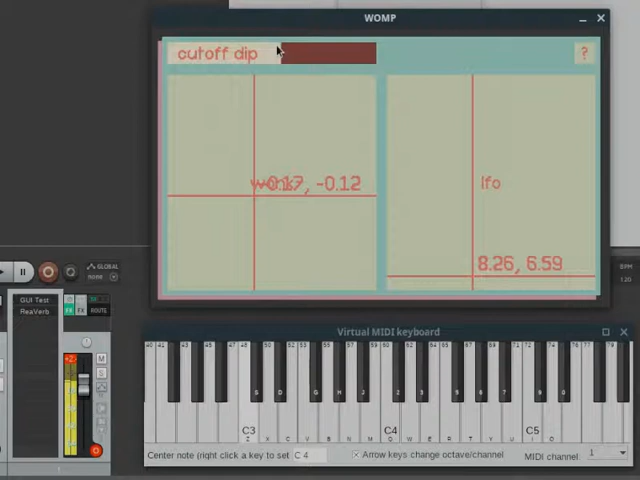 WOMP
cutoff dip
?
-0.17, -0.12
lfo
8.26, 6.59
GLOBAL
none
BPM
120
GUI Test
ReaVerb
FX
ROUTE
M
S
Virtual MIDI keyboard
C3
C4
C5
Center note (right click a key to set
C 4
Arrow keys change octave/channel
MIDI channel:
1